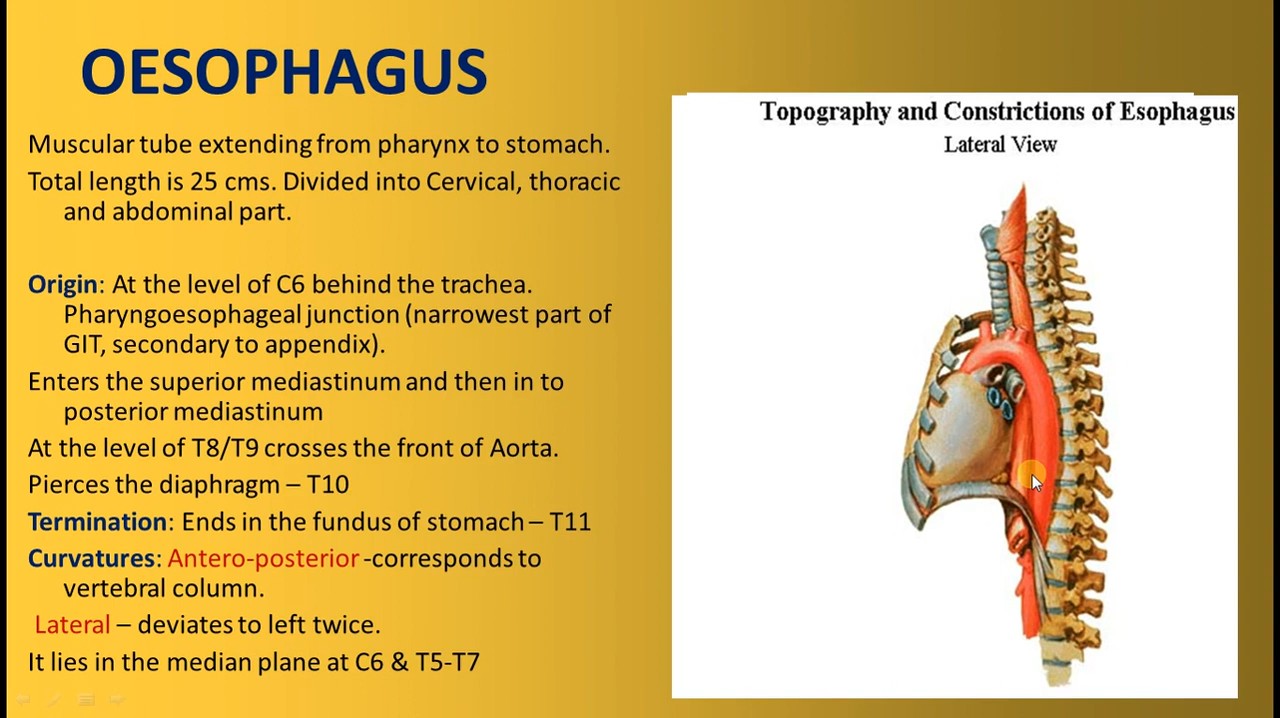 OESOPHAGUS
Muscular tube extending from pharynx to stomach.
Total length is 25 cms. Divided into Cervical, thoracic
and abdominal part.
Origin: At the level of C6 behind the trachea.
Pharyngoesophageal junction (narrowest part of
GIT, secondary to appendix).
Enters the superior mediastinum and then in to
posterior mediastinum
At the level of T8/T9 crosses the front of Aorta.
Pierces the diaphragm – T10
Termination: Ends in the fundus of stomach – T11
Curvatures: Antero-posterior -corresponds to
vertebral column.
Lateral – deviates to left twice.
It lies in the median plane at C6 & T5-T7
Topography and Constrictions of Esophagus
Lateral View